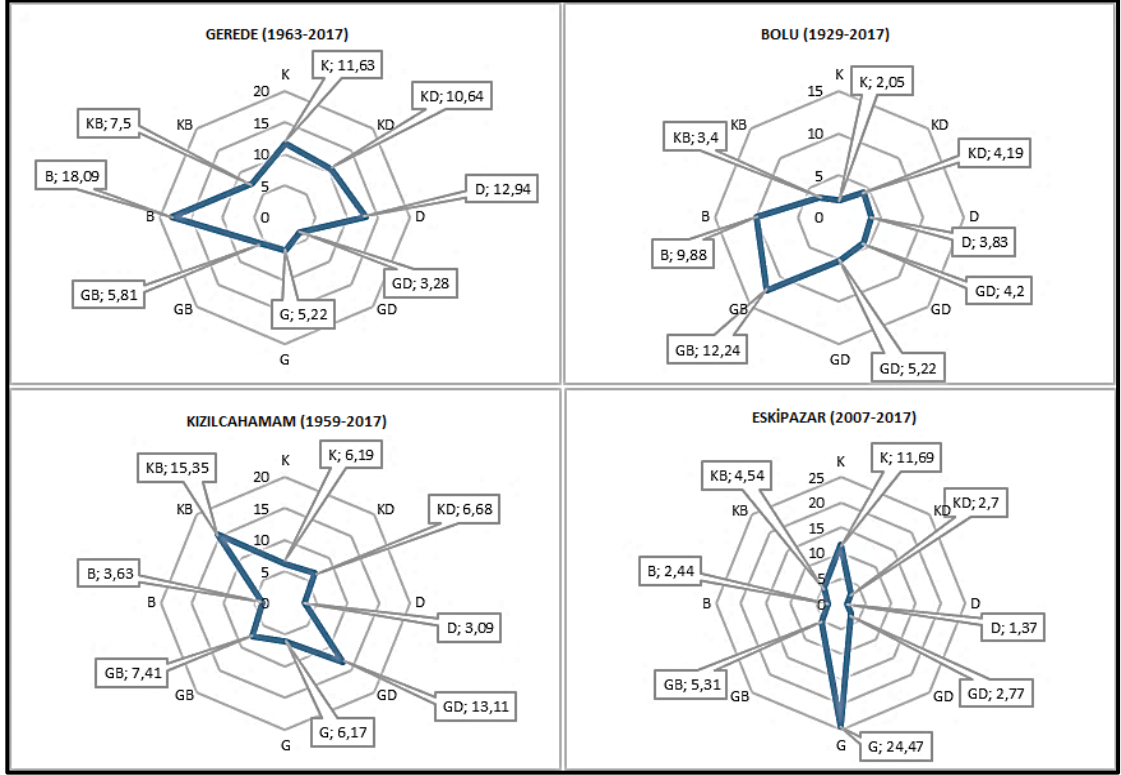 GEREDE (1963-2017)
K; 11,63
K
20
KD; 10,64
KB; 7,5
KB
KD
15
10
B; 18,09
5
D; 12,94
B
0
D
GB; 5,81
GD; 3,28
GB
G; 5,22
GD
G
BOLU (1929-2017)
K
K; 2,05
15
KB; 3,4
KB
KD
10
KD; 4,19
5
B
0
D
B; 9,88
D; 3,83
GD; 4,2
GB
GD
GB; 12,24
GD
GD; 5,22
KIZILCAHAMAM (1959-2017)
K
K; 6,19
KB; 15,35
20
KB
KD
15
KD; 6,68
10
B; 3,63
5
B
0
D
D; 3,09
GB; 7,41
GB
GD
GD; 13,11
G; 6,17
G
ESKİPAZAR (2007-2017)
K
K; 11,69
KB; 4,54
25
KB
20
KD
KD; 2,7
15
10
B; 2,44
5
B
0
D
D; 1,37
GB; 5,31
GB
GD
GD; 2,77
G
G; 24,47